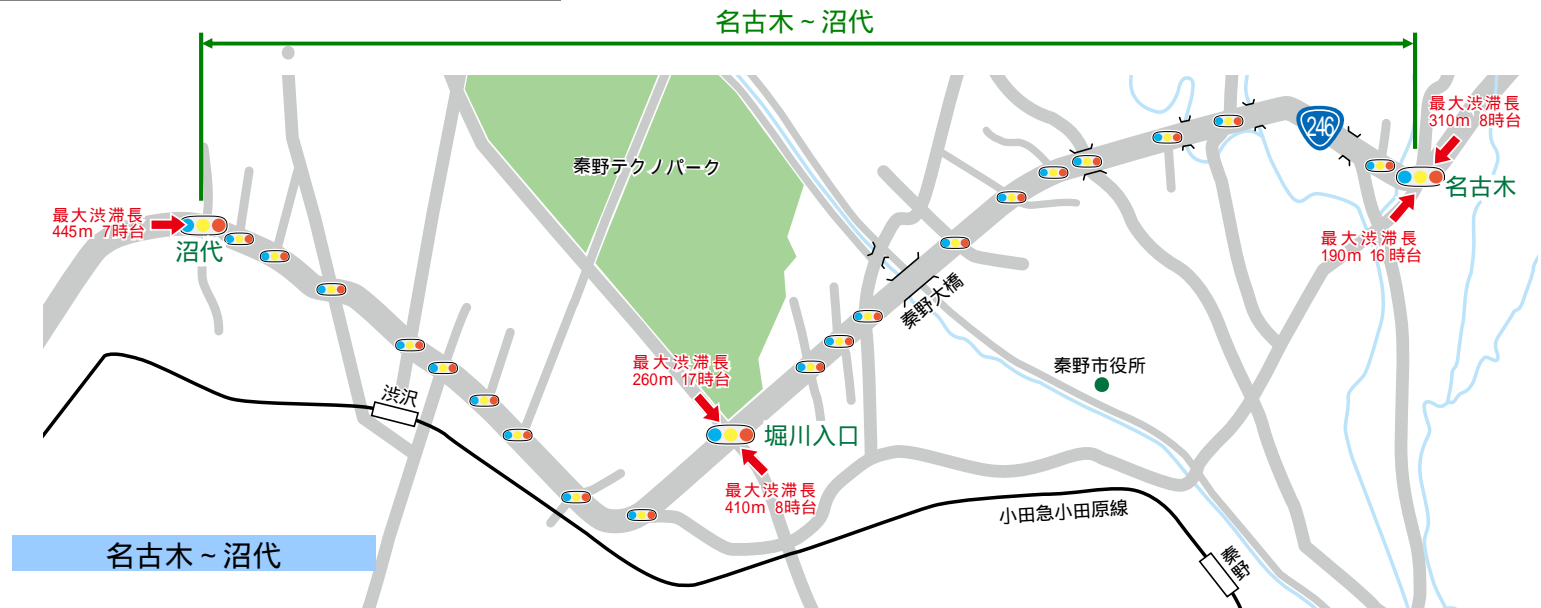 名古木~沼代
最大渋滞長
310m 8時台
246
秦野テクノパーク
名古木
最大渋滞長
445m 7時台
沼代
最大渋滞長
190m 16時台
秦野大橋
最大渋滞長
260m 17時台
秦野市役所
渋沢
堀川入口
最大渋滞長
410m 8時台
小田急小田原線
名古木~沼代
秦野